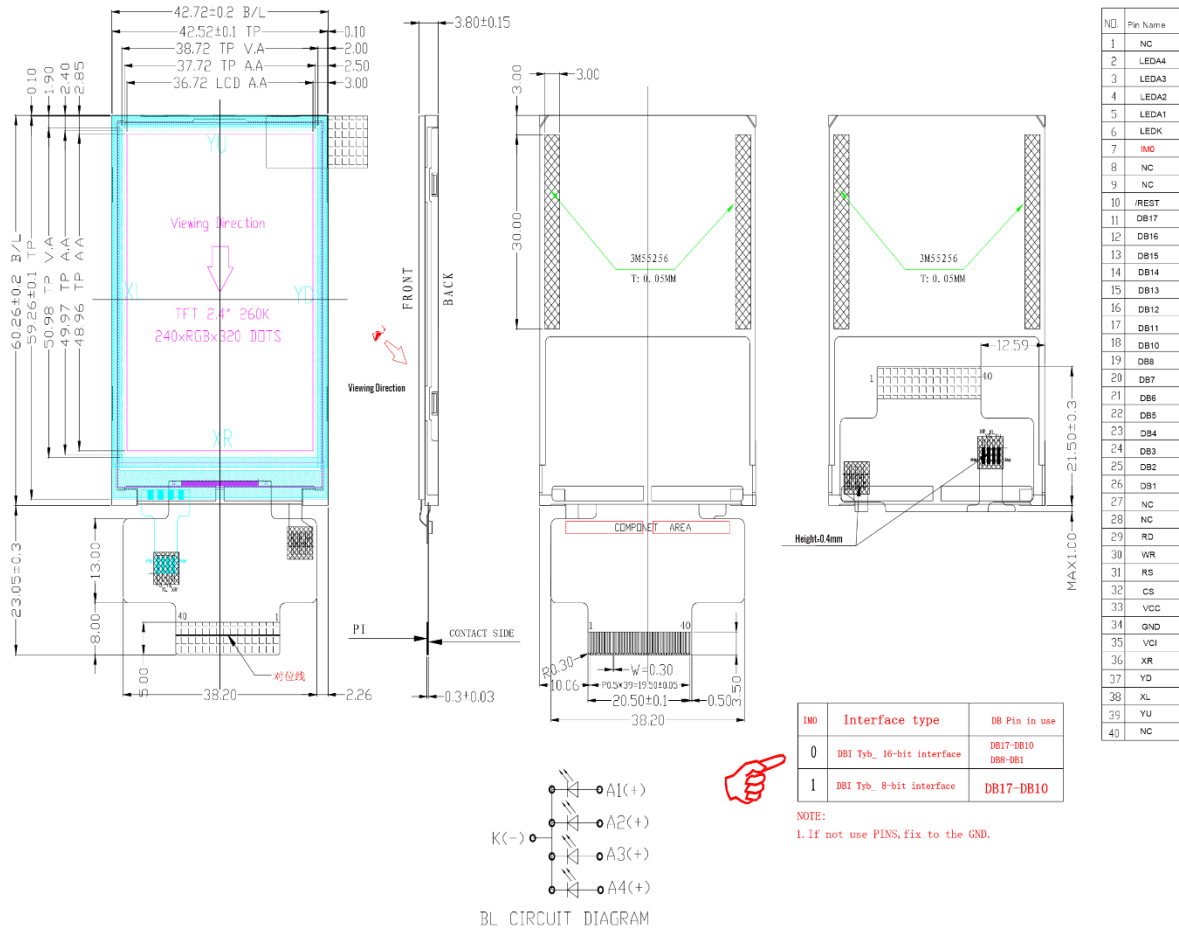 42.72±0.2 B/L
42.52±0.1 TP
0.10
38.72 TP V.A
2.00
37.72 TP A.A
2.50
36.72 LCD A.A
3.00
0.10
1.90
2.40
2.85
60.26±0.2 B/L
59.26±0.1 TP
50.98 TP V.A
49.97 TP A.A
48.96 TP A.A
YU
Viewing Direction
XL
YD
TFT 2.4" 260K
240xRGBx320 DOTS
XR
23.05±0.3
13.00
8.00
5.00
XL XR
40
1
对位线
38.20
2.26
3.80±0.15
FRONT
BACK
Viewing Direction
PI
CONTACT SIDE
0.3±0.03
3.00
3.00
30.00
3M55256
T: 0.05MM
COMPONET AREA
1
40
R0.30
W=0.30
10.06
P0.5×39=19.50±0.05
20.50±0.1
0.50
3.50
38.20
3M55256
T: 0.05MM
12.59
1
40
21.50±0.3
MAX1.00
Height=0.4mm
K(-)
A1(+)
A2(+)
A3(+)
A4(+)
BL CIRCUIT DIAGRAM
IM0 Interface type DB Pin in use
0 DBI Tyb_ 16-bit interface DB17-DB10
DB8-DB1
1 DBI Tyb_ 8-bit interface DB17-DB10
NOTE:
1. If not use PINS, fix to the GND.
NO. Pin Name
1 NC
2 LEDA4
3 LEDA3
4 LEDA2
5 LEDA1
6 LEDK
7 IM0
8 NC
9 NC
10 /REST
11 DB17
12 DB16
13 DB15
14 DB14
15 DB13
16 DB12
17 DB11
18 DB10
19 DB8
20 DB7
21 DB6
22 DB5
23 DB4
24 DB3
25 DB2
26 DB1
27 NC
28 NC
29 RD
30 WR
31 RS
32 CS
33 VCC
34 GND
35 VCI
36 XR
37 YD
38 XL
39 YU
40 NC